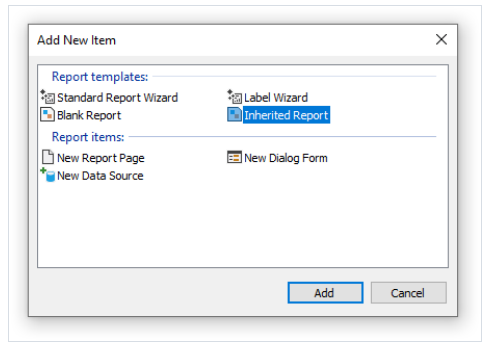 Add New Item
Report templates:
Standard Report Wizard
Label Wizard
Blank Report
Inherited Report
Report items:
New Report Page
New Dialog Form
New Data Source
Add
Cancel